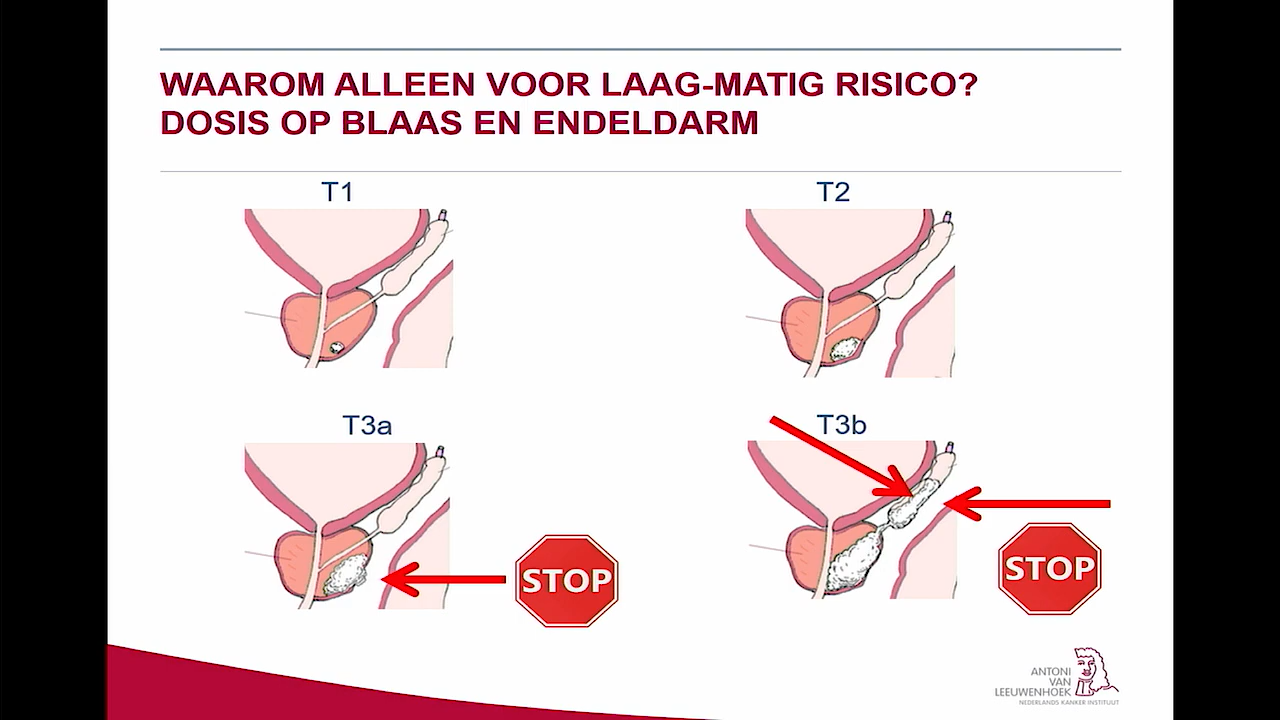 WAAROM ALLEEN VOOR LAAG-MATIG RISICO?
DOSIS OP BLAAS EN ENDELDARM
T1
T2
T3a
T3b
STOP
STOP
ANTONI
VAN
LEEUWENHOEK
NEDERLANDS KANKER INSTITUUT